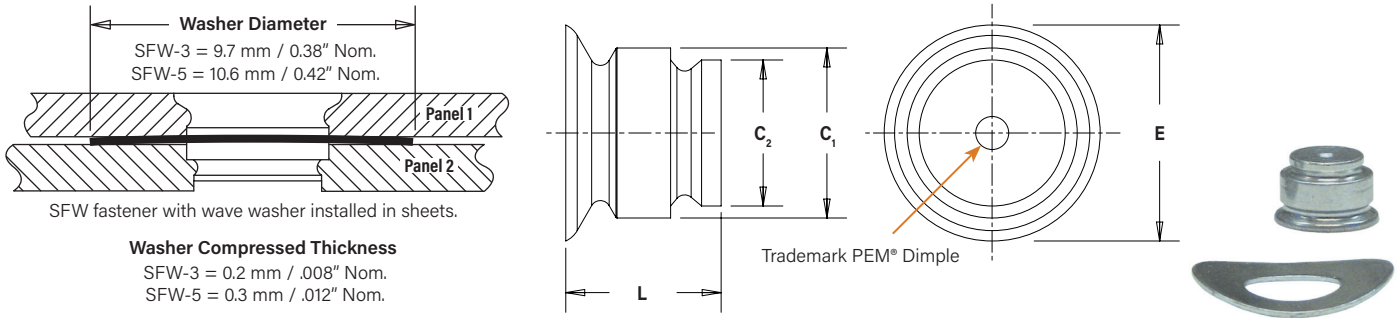 Washer Diameter
SFW-3 = 9.7 mm / 0.38" Nom.
SFW-5 = 10.6 mm / 0.42" Nom.
Panel 1
Panel 2
SFW fastener with wave washer installed in sheets.
Washer Compressed Thickness
SFW-3 = 0.2 mm / .008" Nom.
SFW-5 = 0.3 mm / .012" Nom.
C₂
C₁
E
L
Trademark PEM® Dimple